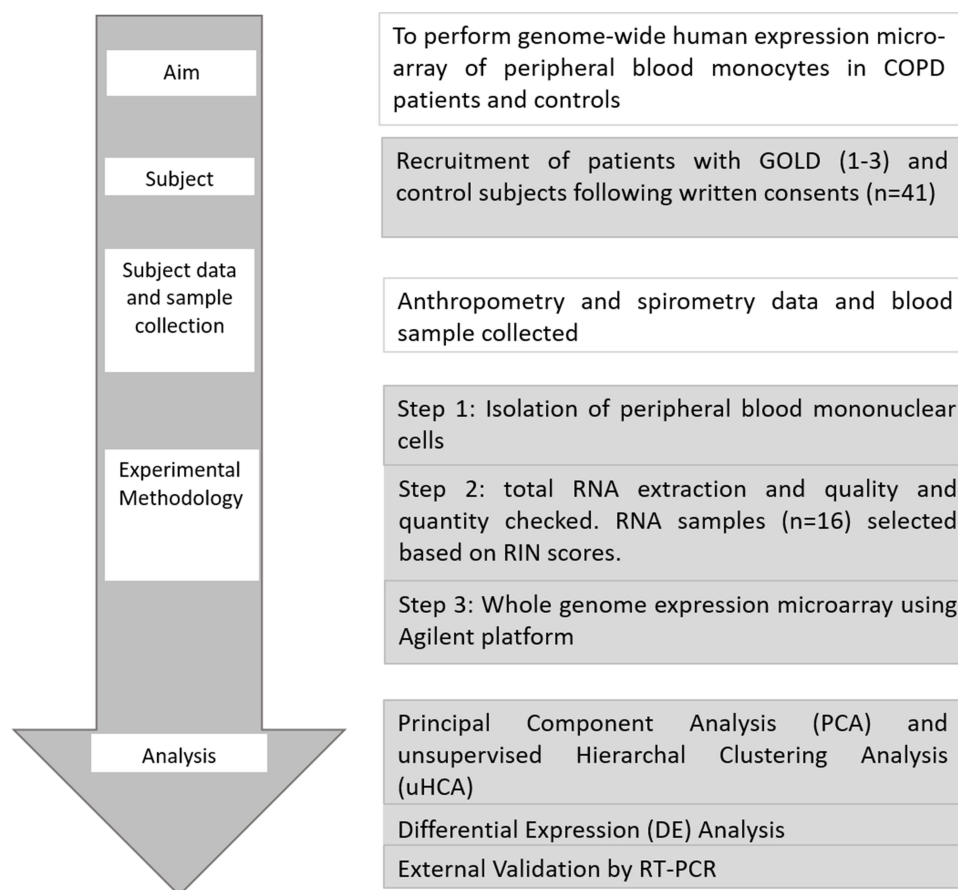 Aim
To perform genome-wide human expression micro-
array of peripheral blood monocytes in COPD
patients and controls
Subject
Recruitment of patients with GOLD (1-3) and
control subjects following written consents (n=41)
Subject data
and sample
collection
Anthropometry and spirometry data and blood
sample collected
Experimental
Methodology
Step 1: Isolation of peripheral blood mononuclear
cells
Step 2: total RNA extraction and quality and
quantity checked. RNA samples (n=16) selected
based on RIN scores.
Step 3: Whole genome expression microarray using
Agilent platform
Analysis
Principal Component Analysis (PCA) and
unsupervised Hierarchal Clustering Analysis
(uHCA)
Differential Expression (DE) Analysis
External Validation by RT-PCR